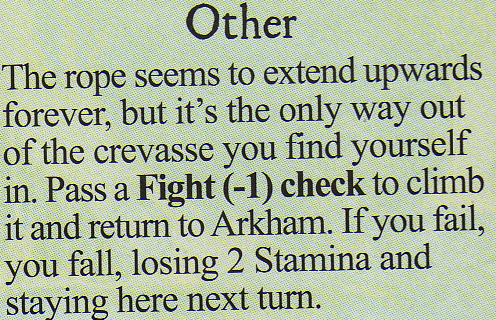 Other
The rope seems to extend upwards
forever, but it's the only way out
of the crevasse you find yourself
in. Pass a Fight (-1) check to climb
it and return to Arkham. If you fail,
you fall, losing 2 Stamina and
staying here next turn.